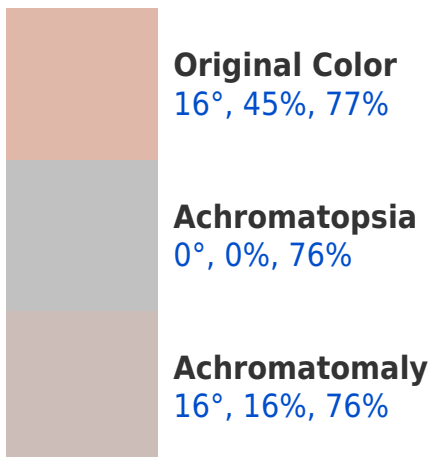 Original Color
16°, 45%, 77%
Achromatopsia
0°, 0%, 76%
Achromatomaly
16°, 16%, 76%